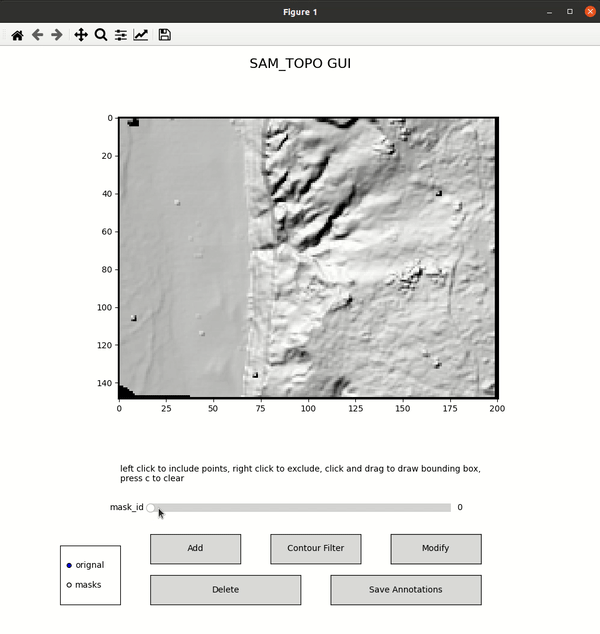 Figure 1
SAM_TOPO GUI
0
20
40
60
80
100
120
140
0 25 50 75 100 125 150 175 200
left click to include points, right click to exclude, click and drag to draw bounding box,
press c to clear
mask_id 0
Add Contour Filter Modify
orignal
masks
Delete Save Annotations